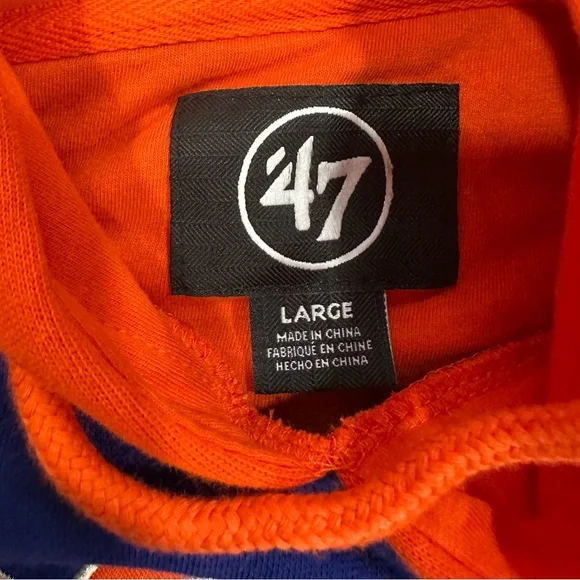 '47
LARGE
MADE IN CHINA
FABRIQUÉ EN CHINE
HECHO EN CHINA